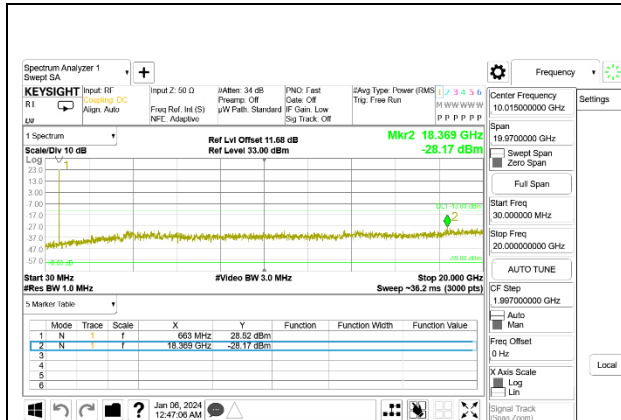 Spectrum Analyzer 1
Swept SA
+
Frequency
Settings
KEYSIGHT
Input: RF
Coupling: DC
Align: Auto
Input Z: 50 Ω
Freq Ref: Int (S)
NFE: Adaptive
#Atten: 34 dB
Preamp: Off
µW Path: Standard
PNO: Fast
Gate: Off
IF Gain: Low
Sig Track: Off
#Avg Type: Power (RMS)
Trig: Free Run
1 2 3 4 5 6
M W W W W W
P P P P P P
1 Spectrum
Scale/Div 10 dB
Ref Lvl Offset 11.68 dB
Ref Level 33.00 dBm
Mkr2 18.369 GHz
-28.17 dBm
Log
23.0
13.0
3.00
-7.00
-17.0
-27.0
-37.0
-47.0
-57.0
1
2
DL1 -13.00 dBm
Start 30 MHz
#Res BW 1.0 MHz
#Video BW 3.0 MHz
Stop 20.000 GHz
Sweep ~36.2 ms (3000 pts)
5 Marker Table
Mode Trace Scale X Y Function Function Width Function Value
1 N 1 f 663 MHz 28.52 dBm
2 N 1 f 18.369 GHz -28.17 dBm
3
4
5
6
Jan 06, 2024
12:47:06 AM
Center Frequency
10.015000000 GHz
Span
19.9700000 GHz
Swept Span
Zero Span
Full Span
Start Freq
30.000000 MHz
Stop Freq
20.000000000 GHz
AUTO TUNE
CF Step
1.997000000 GHz
Auto
Man
Freq Offset
0 Hz
X Axis Scale
Log
Lin
Signal Track
(Span Zoom)
Local